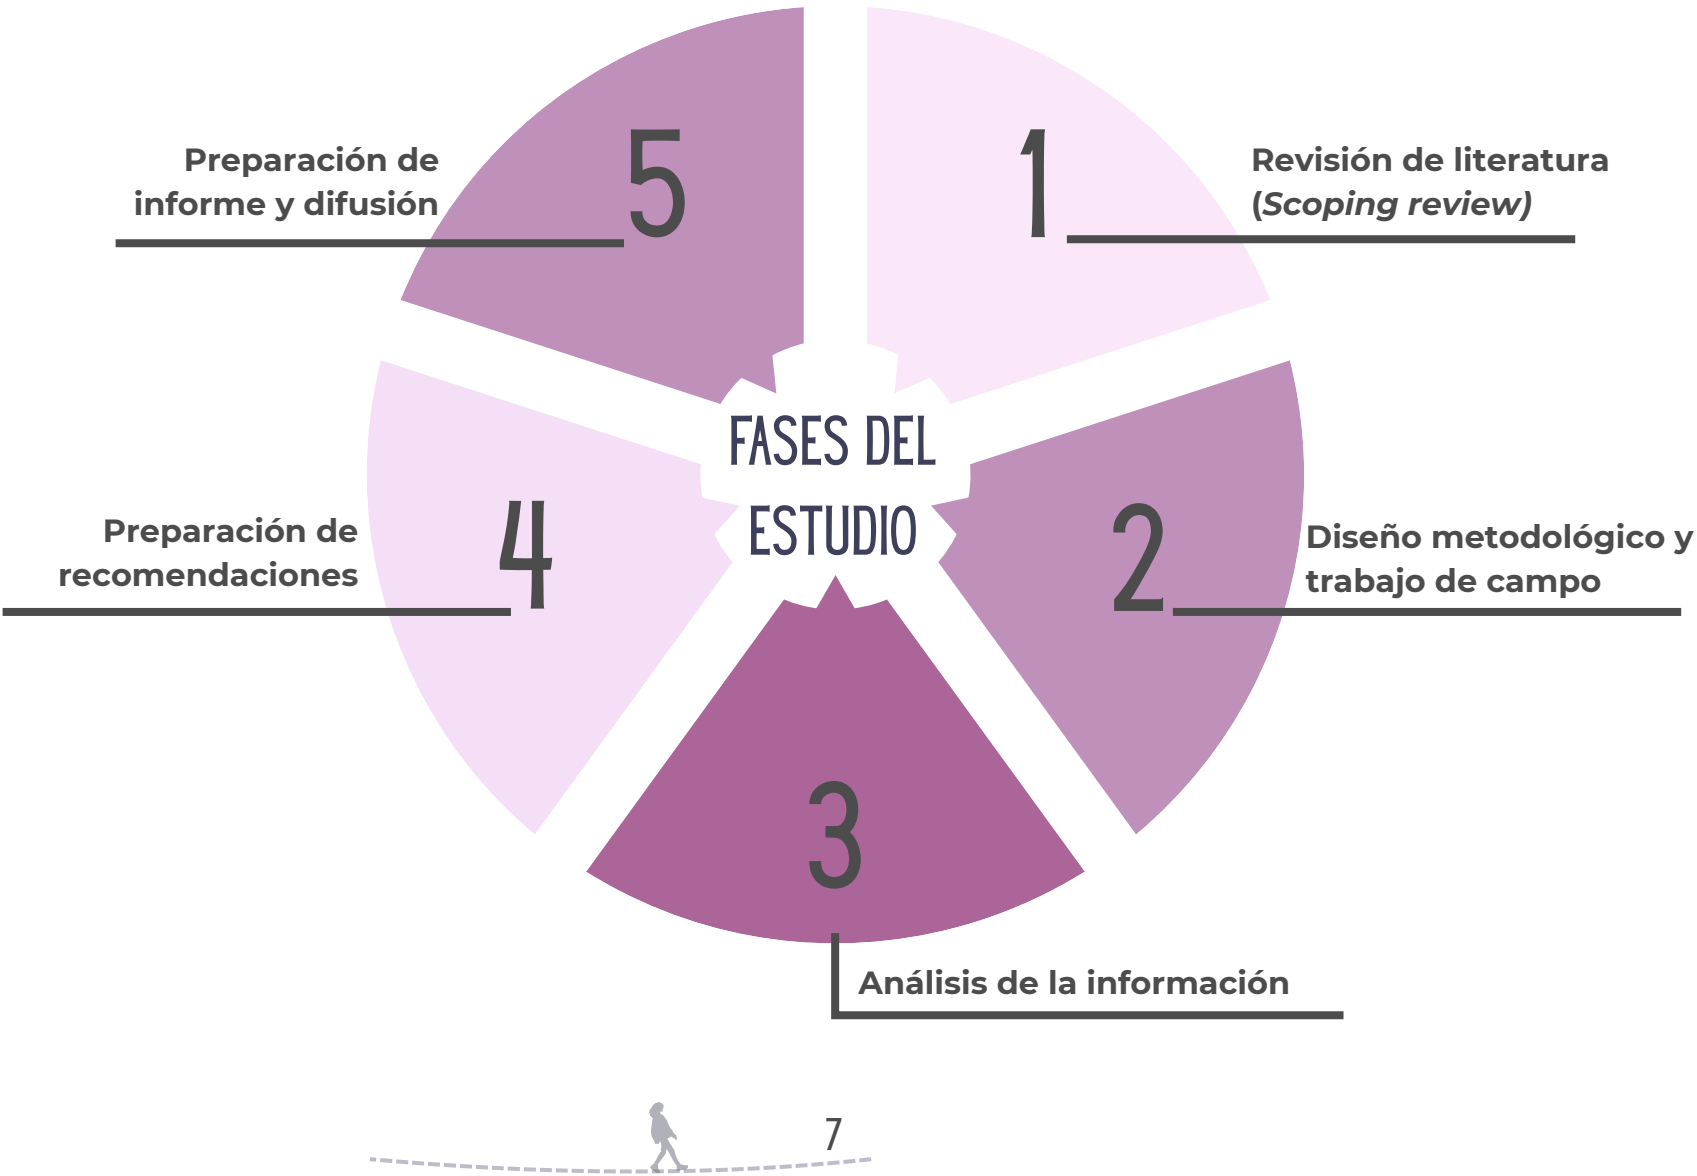 FASES DEL
ESTUDIO
1
Revisión de literatura
(Scoping review)
2
Diseño metodológico y
trabajo de campo
3
Análisis de la información
4
Preparación de
recomendaciones
5
Preparación de
informe y difusión
7